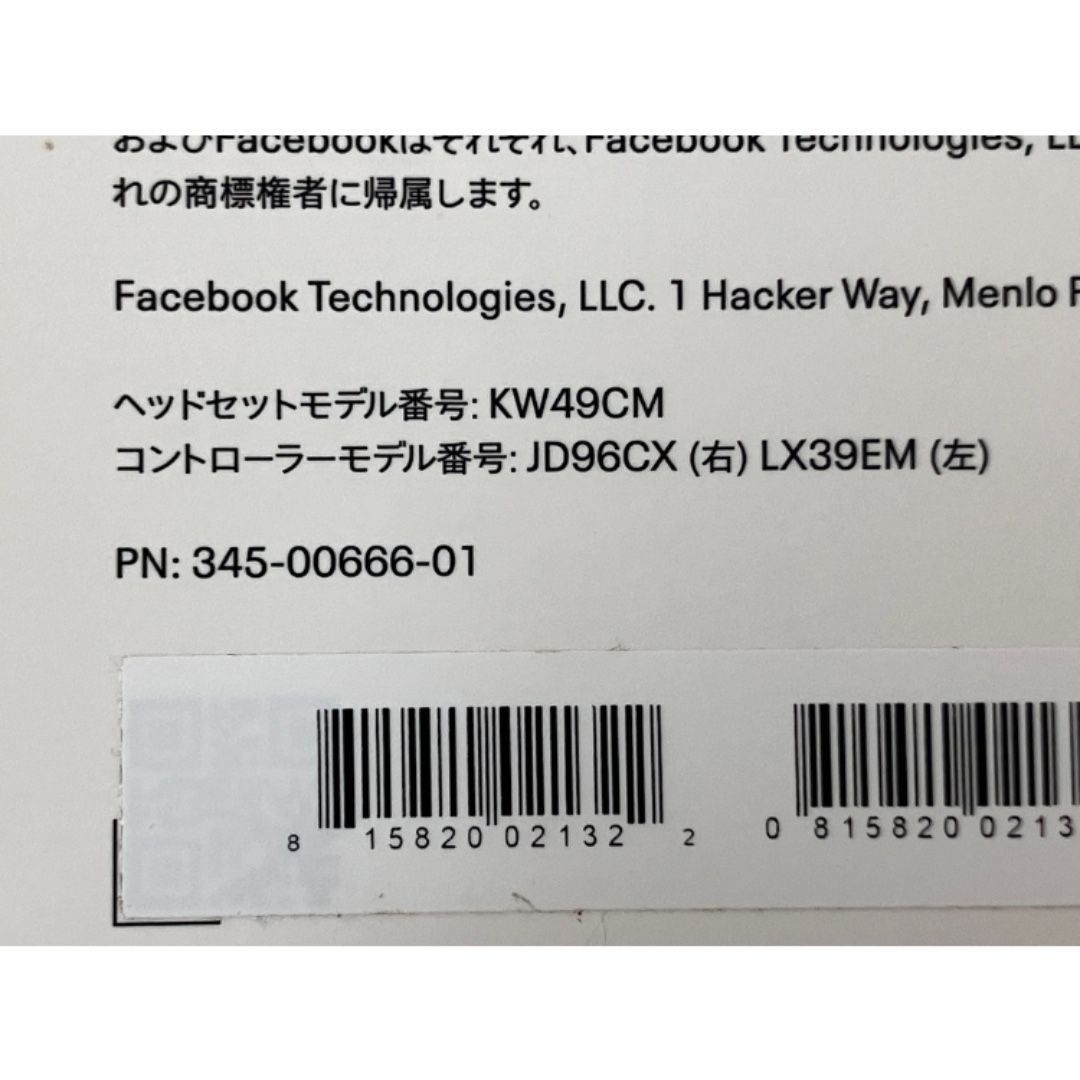 およびFacebookはそれぞれ、Facebook Technologies,
れの商標権者に帰属します。
Facebook Technologies, LLC. 1 Hacker Way, Menlo
ヘッドセットモデル番号: KW49CM
コントローラーモデル番号: JD96CX (右) LX39EM (左)
PN: 345-00666-01
8 15820 02132 2
0 815820 0213